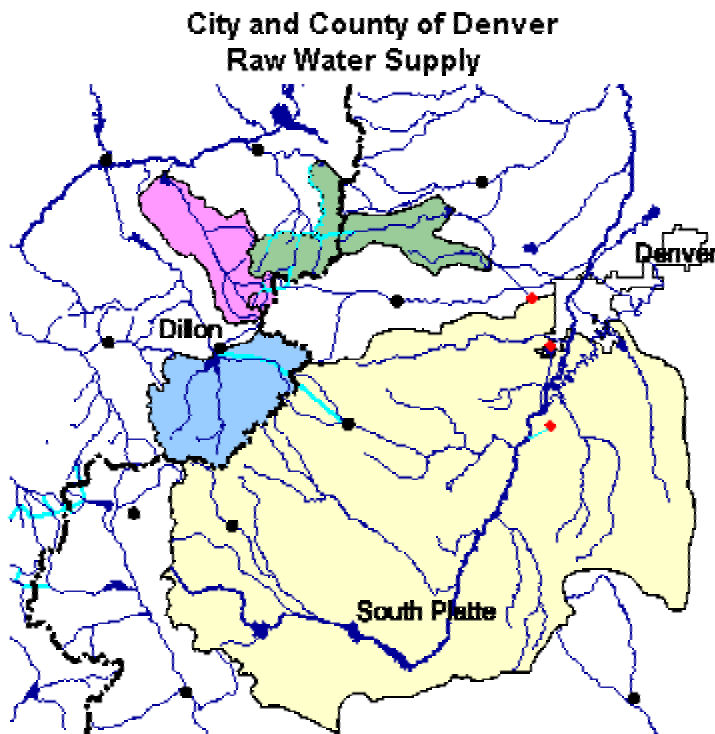 City and County of Denver
Raw Water Supply
Denver
Dillon
South Platte